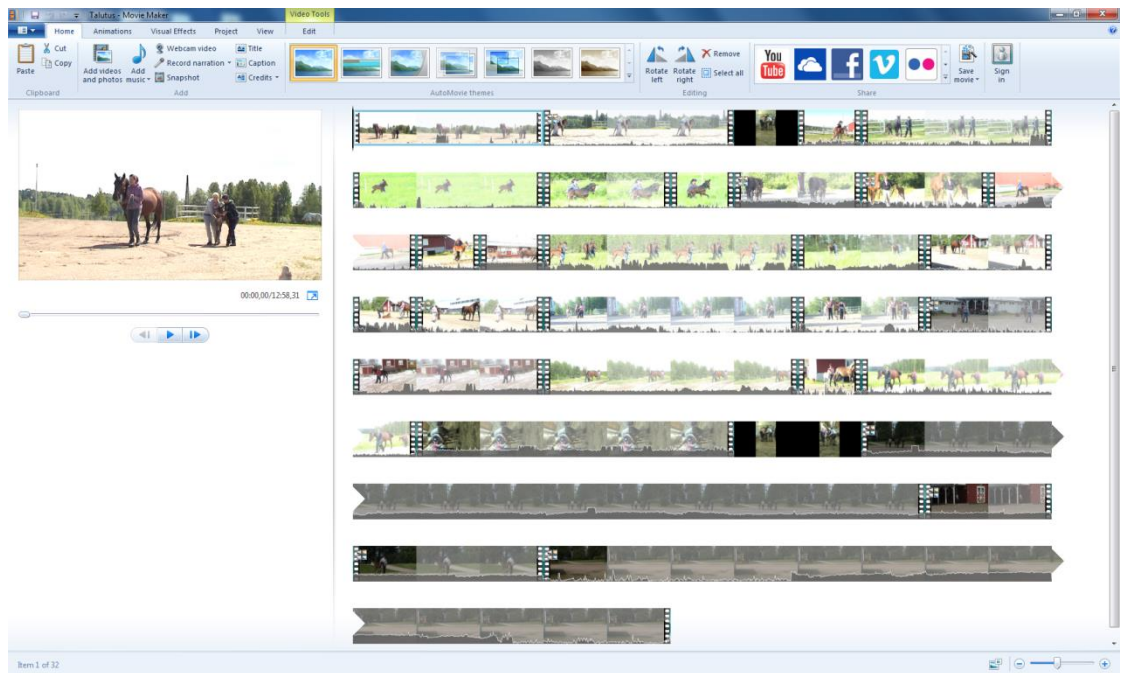 Talutus - Movie Maker
Video Tools
Home Animations Visual Effects Project View Edit
Paste
Cut
Copy
Clipboard
Add videos and photos
Add music
Webcam video
Record narration
Snapshot
Title
Caption
Credits
Add
AutoMovie themes
Rotate left
Rotate right
Remove
Select all
Editing
You Tube
f
v
Share
Save movie
Sign in
00:00,00/12:58,31
Item 1 of 32